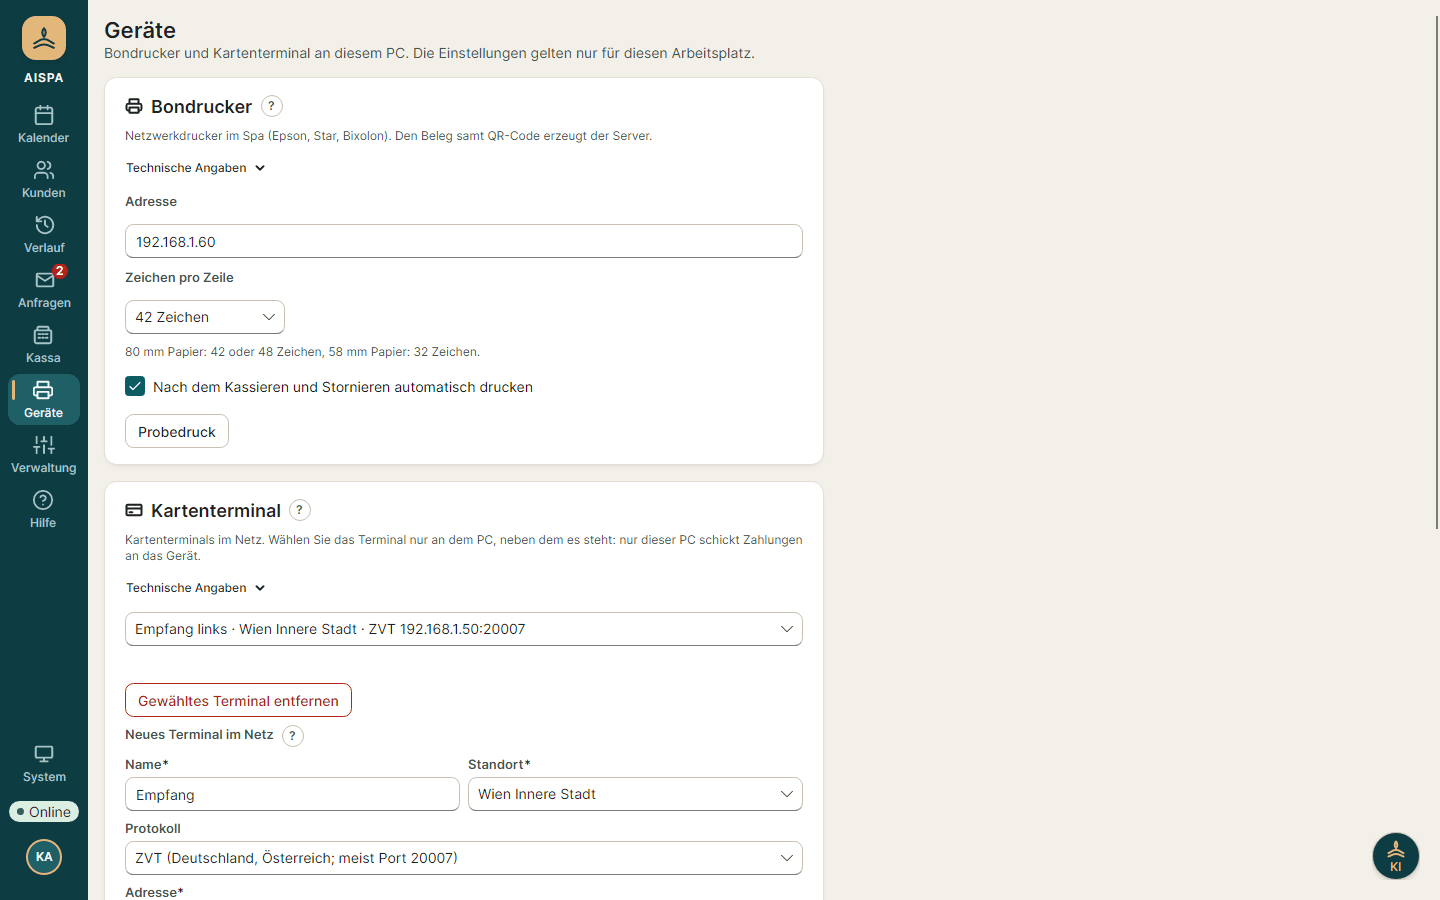 AISPA
Kalender
Kunden
Verlauf
2
Anfragen
Kassa
Geräte
Verwaltung
Hilfe
System
Online
KA
Geräte
Bondrucker und Kartenterminal an diesem PC. Die Einstellungen gelten nur für diesen Arbeitsplatz.
Bondrucker ?
Netzwerkdrucker im Spa (Epson, Star, Bixolon). Den Beleg samt QR-Code erzeugt der Server.
Technische Angaben
Adresse
192.168.1.60
Zeichen pro Zeile
42 Zeichen
80 mm Papier: 42 oder 48 Zeichen, 58 mm Papier: 32 Zeichen.
Nach dem Kassieren und Stornieren automatisch drucken
Probedruck
Kartenterminal ?
Kartenterminals im Netz. Wählen Sie das Terminal nur an dem PC, neben dem es steht: nur dieser PC schickt Zahlungen
an das Gerät.
Technische Angaben
Empfang links · Wien Innere Stadt · ZVT 192.168.1.50:20007
Gewähltes Terminal entfernen
Neues Terminal im Netz ?
Name* Standort*
Empfang Wien Innere Stadt
Protokoll
ZVT (Deutschland, Österreich; meist Port 20007)
Adresse*
KI